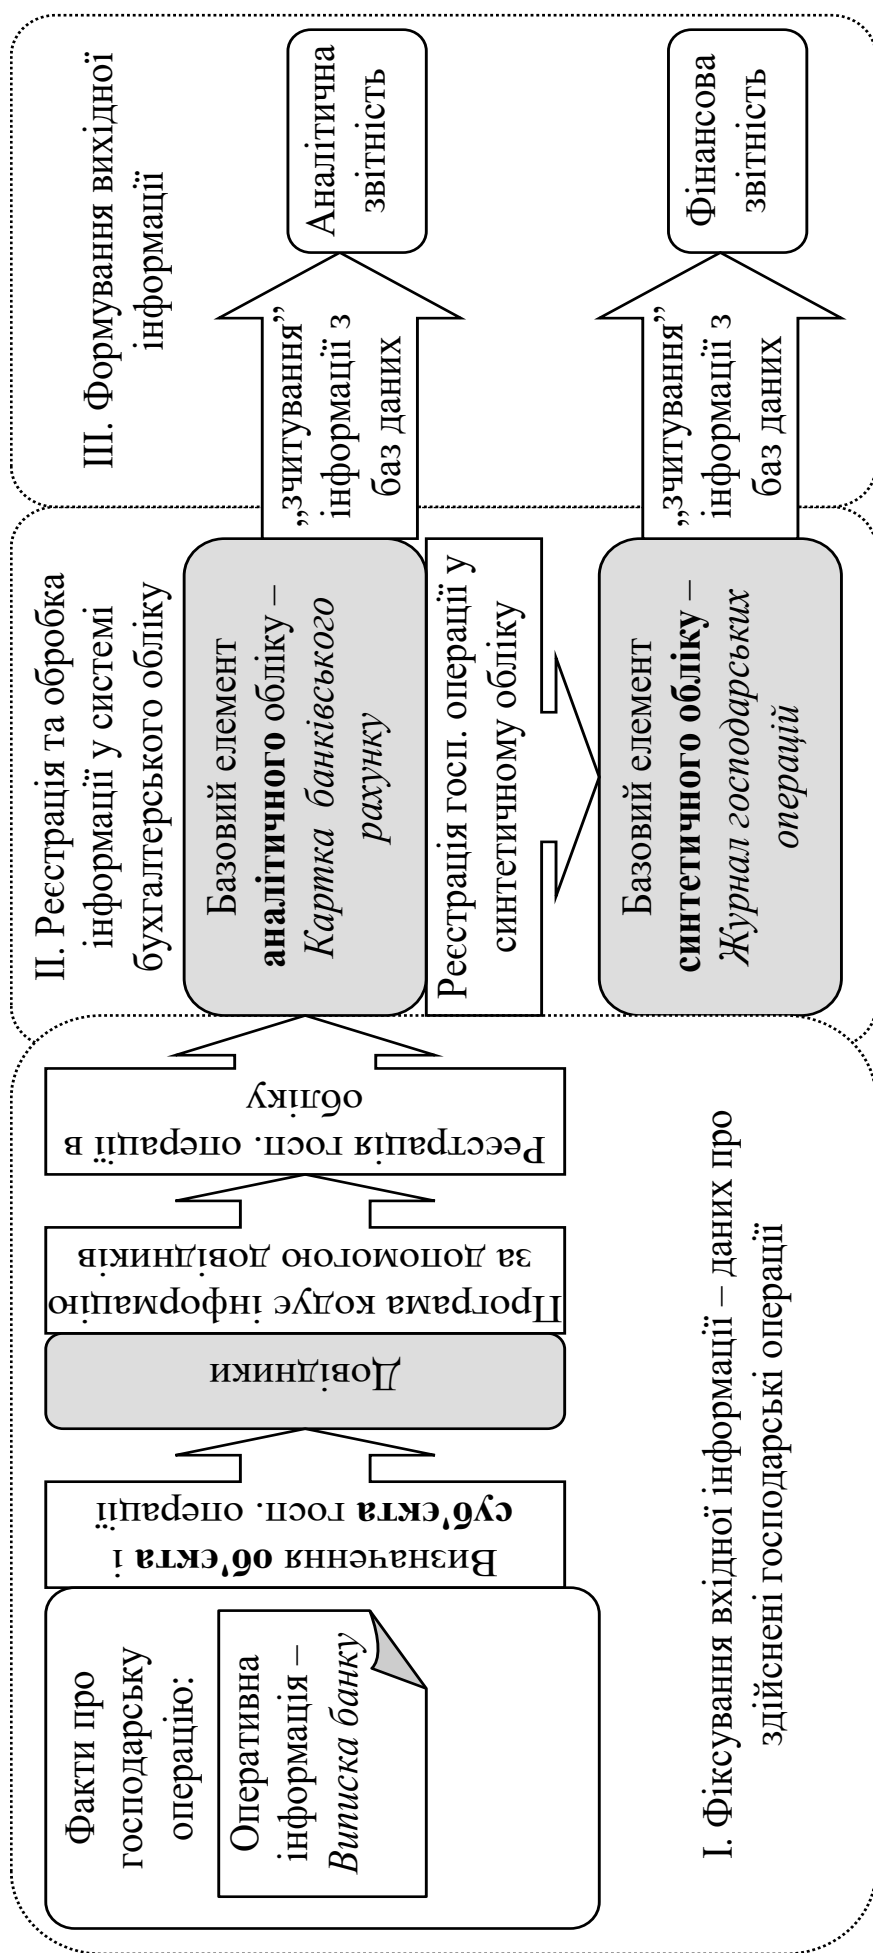 Факти про
господарську
операцію:
Оперативна
інформація –
Виписка банку
Визначення об'єкта і
суб'єкта госп. операції
Довідники
Програма кодує інформацію
за допомогою довідників
Реєстрація госп. операції в
обліку
І. Фіксування вхідної інформації – даних про
здійснені господарські операції
ІІ. Реєстрація та обробка
інформації у системі
бухгалтерського обліку
Базовий елемент
аналітичного обліку –
Картка банківського
рахунку
Реєстрація госп. операції у
синтетичному обліку
Базовий елемент
синтетичного обліку –
Журнал господарських
операцій
ІІІ. Формування вихідної
інформації
„зчитування”
інформації з
баз даних
Аналітична
звітність
„зчитування”
інформації з
баз даних
Фінансова
звітність